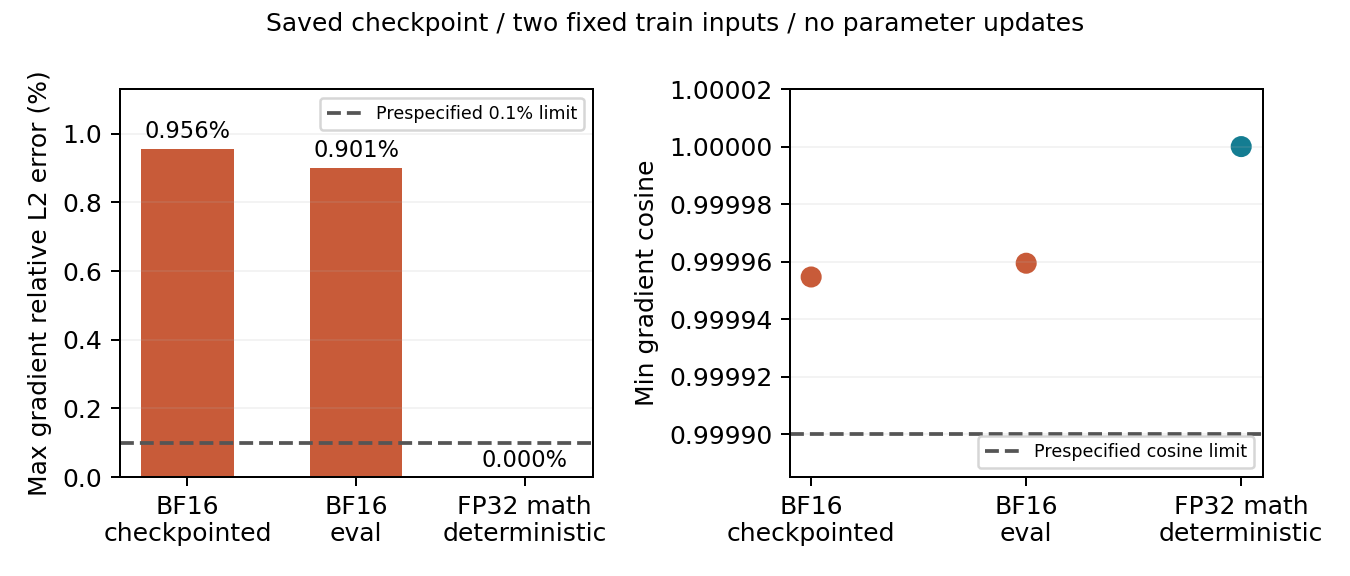 Saved checkpoint / two fixed train inputs / no parameter updates
Max gradient relative L2 error (%)
1.0
0.8
0.6
0.4
0.2
0.0
Prespecified 0.1% limit
0.956%
0.901%
0.000%
BF16
checkpointed
BF16
eval
FP32 math
deterministic
Min gradient cosine
1.00002
1.00000
0.99998
0.99996
0.99994
0.99992
0.99990
Prespecified cosine limit
BF16
checkpointed
BF16
eval
FP32 math
deterministic